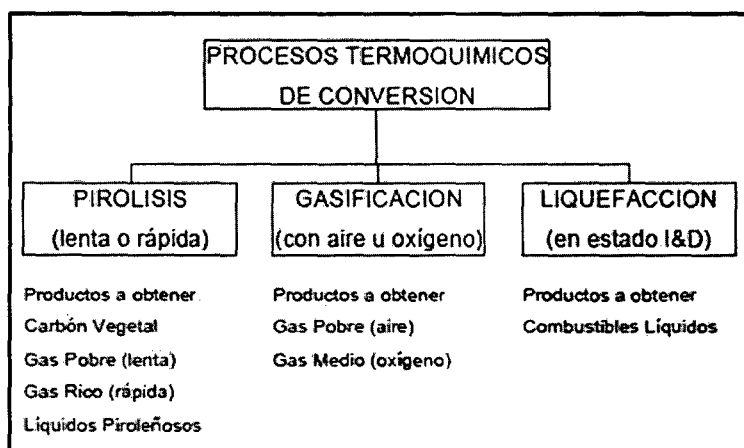 PROCESOS TERMOQUIMICOS
DE CONVERSION
PIROLISIS
(lenta o rápida)
Productos a obtener
Carbón Vegetal
Gas Pobre (lenta)
Gas Rico (rápida)
Líquidos Piroleñosos
GASIFICACION
(con aire u oxígeno)
Productos a obtener
Gas Pobre (aire)
Gas Medio (oxígeno)
LIQUEFACCION
(en estado I&D)
Productos a obtener
Combustibles Líquidos